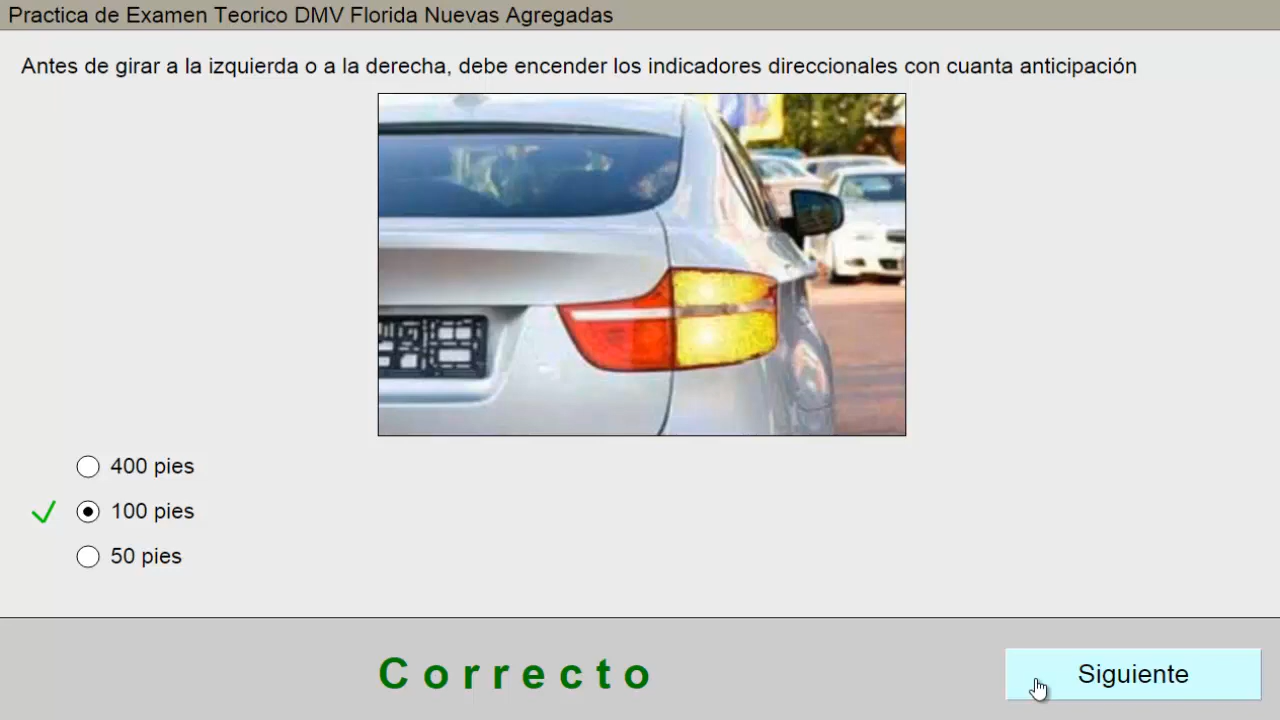 Practica de Examen Teorico DMV Florida Nuevas Agregadas
Antes de girar a la izquierda o a la derecha, debe encender los indicadores direccionales con cuanta anticipación
400 pies
100 pies
50 pies
Correcto
Siguiente